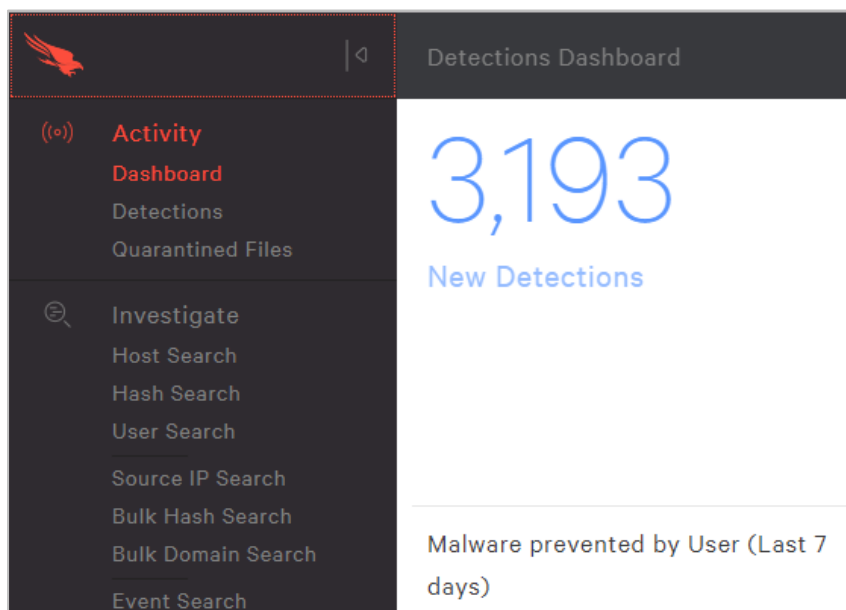 Detections Dashboard
Activity
Dashboard
Detections
Quarantined Files
Investigate
Host Search
Hash Search
User Search
Source IP Search
Bulk Hash Search
Bulk Domain Search
Event Search
3,193
New Detections
Malware prevented by User (Last 7
days)